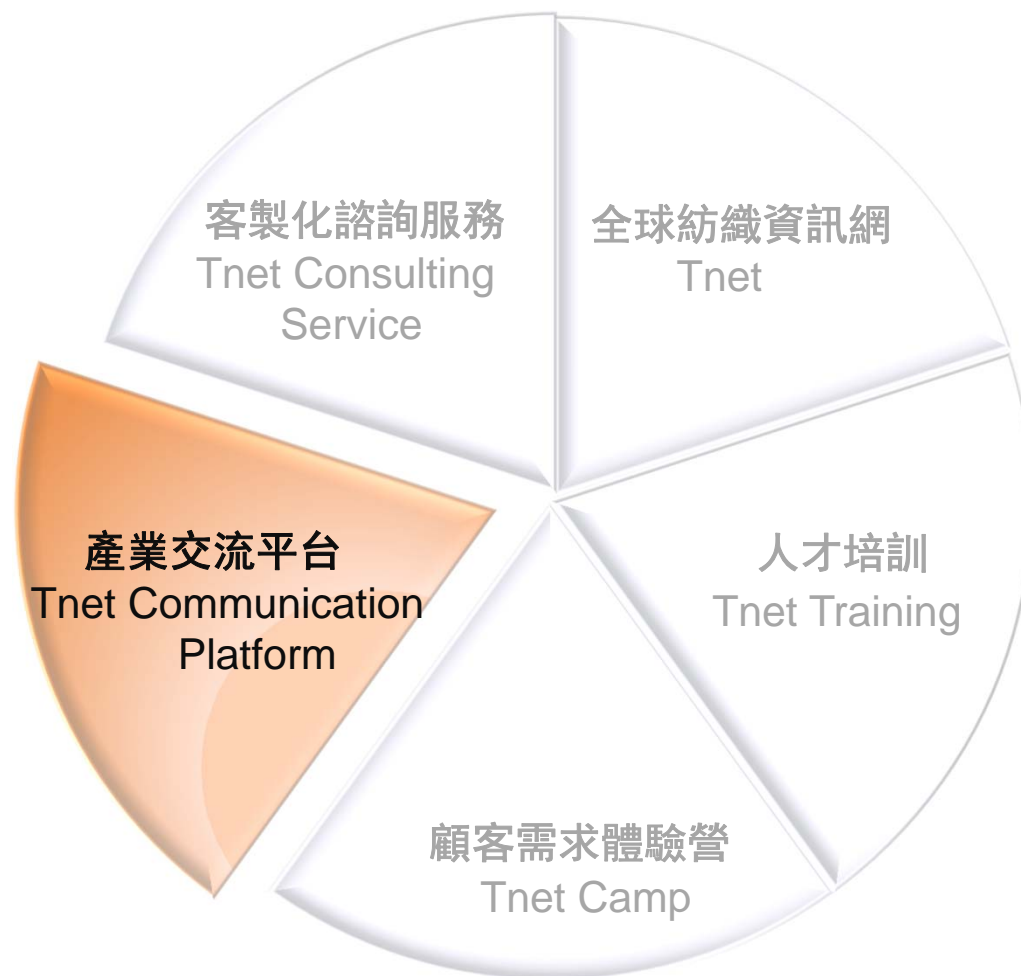 客製化諮詢服務
Tnet Consulting
Service
全球紡織資訊網
Tnet
產業交流平台
Tnet Communication
Platform
人才培訓
Tnet Training
顧客需求體驗營
Tnet Camp